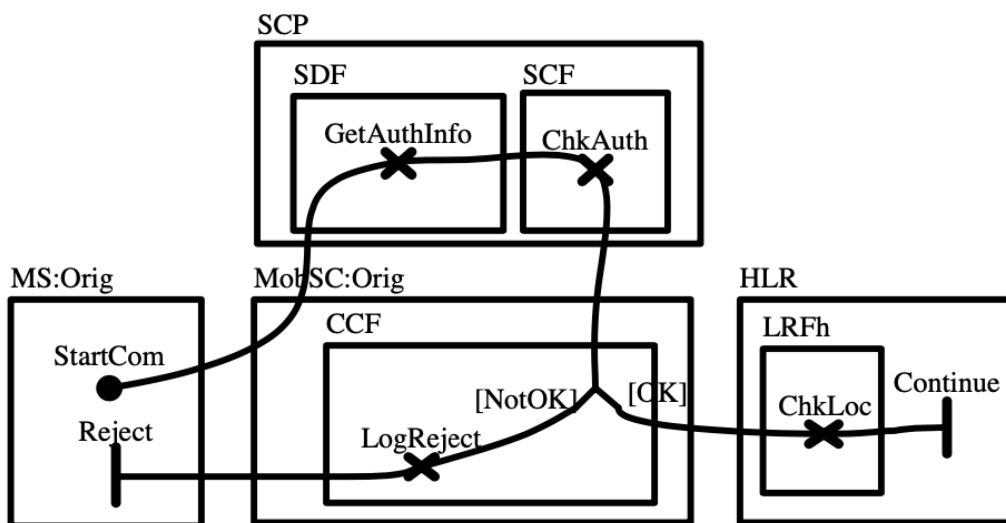 SCP
SDF
SCF
GetAuthInfo
ChkAuth
MS:Orig
MobSC:Orig
HLR
CCF
LRFh
StartCom
[NotOK]
[OK]
Continue
Reject
LogReject
ChkLoc